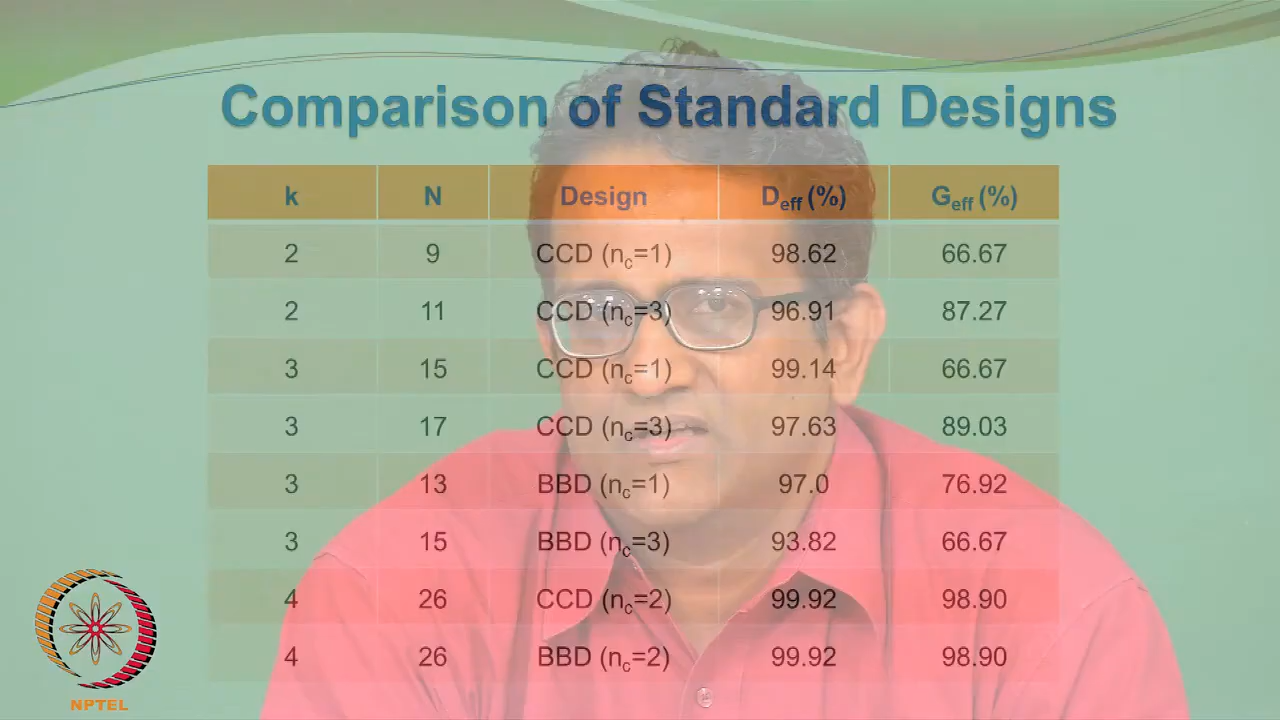 Comparison of Standard Designs
k N Design Deff (%) Geff (%)
2 9 CCD (nc=1) 98.62 66.67
2 11 CCD (nc=3) 96.91 87.27
3 15 CCD (nc=1) 99.14 66.67
3 17 CCD (nc=3) 97.63 89.03
3 13 BBD (nc=1) 97.0 76.92
3 15 BBD (nc=3) 93.82 66.67
4 26 CCD (nc=2) 99.92 98.90
4 26 BBD (nc=2) 99.92 98.90
NPTEL